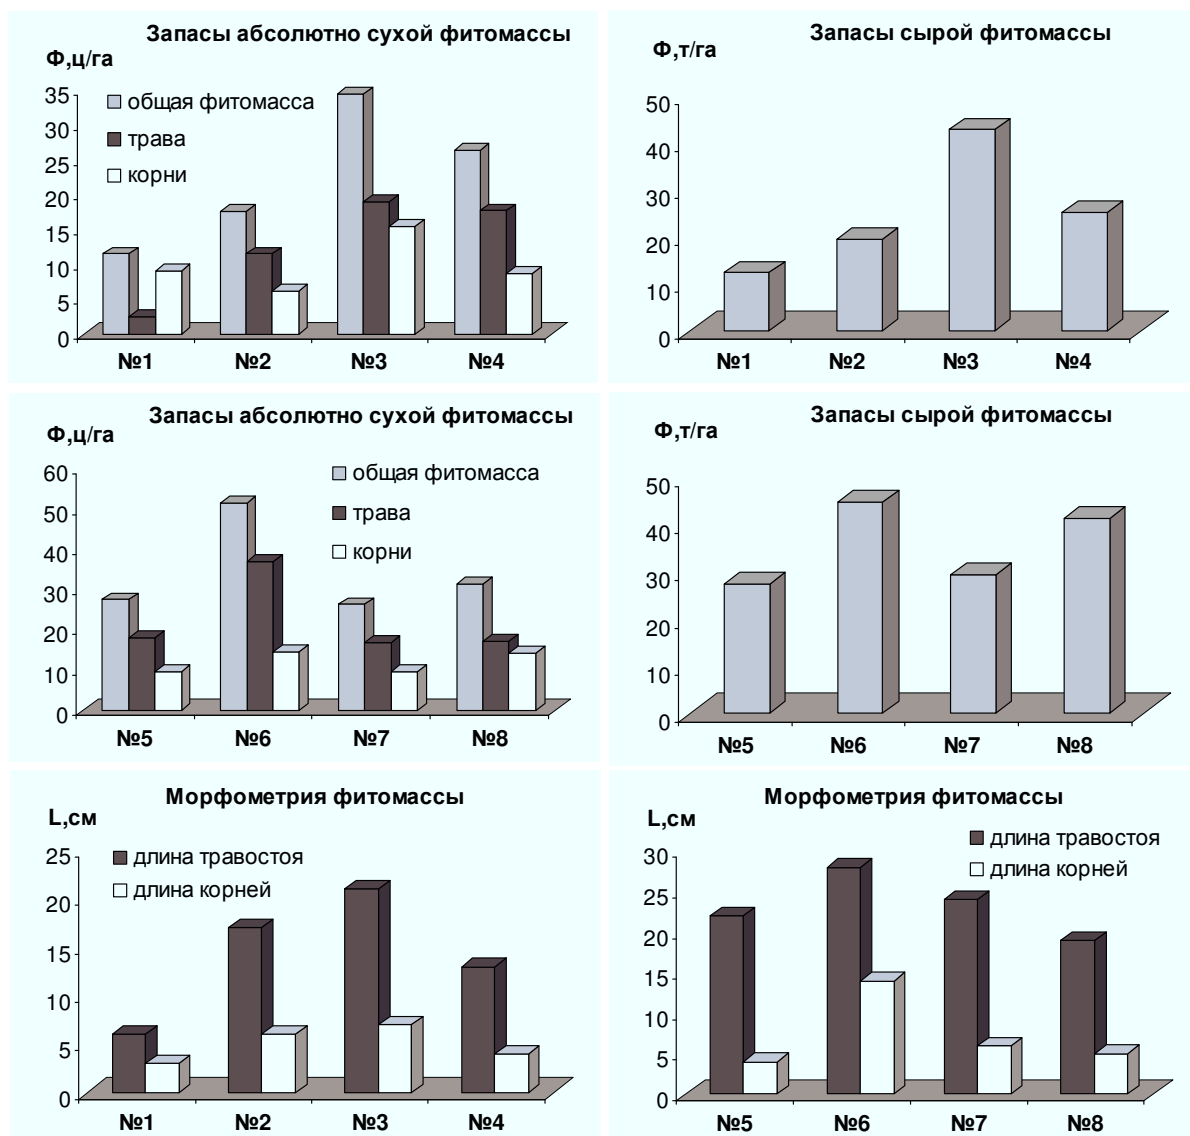 Запасы абсолютно сухой фитомассы
Ф,ц/га
35
30
25
20
15
10
5
0
общая фитомасса
трава
корни
№1 №2 №3 №4
Запасы сырой фитомассы
Ф,т/га
50
40
30
20
10
0
№1 №2 №3 №4
Запасы абсолютно сухой фитомассы
Ф,ц/га
60
50
40
30
20
10
0
общая фитомасса
трава
корни
№5 №6 №7 №8
Запасы сырой фитомассы
Ф,т/га
50
40
30
20
10
0
№5 №6 №7 №8
Морфометрия фитомассы
L,см
25
20
15
10
5
0
длина травостоя
длина корней
№1 №2 №3 №4
Морфометрия фитомассы
L,см
30
25
20
15
10
5
0
длина травостоя
длина корней
№5 №6 №7 №8